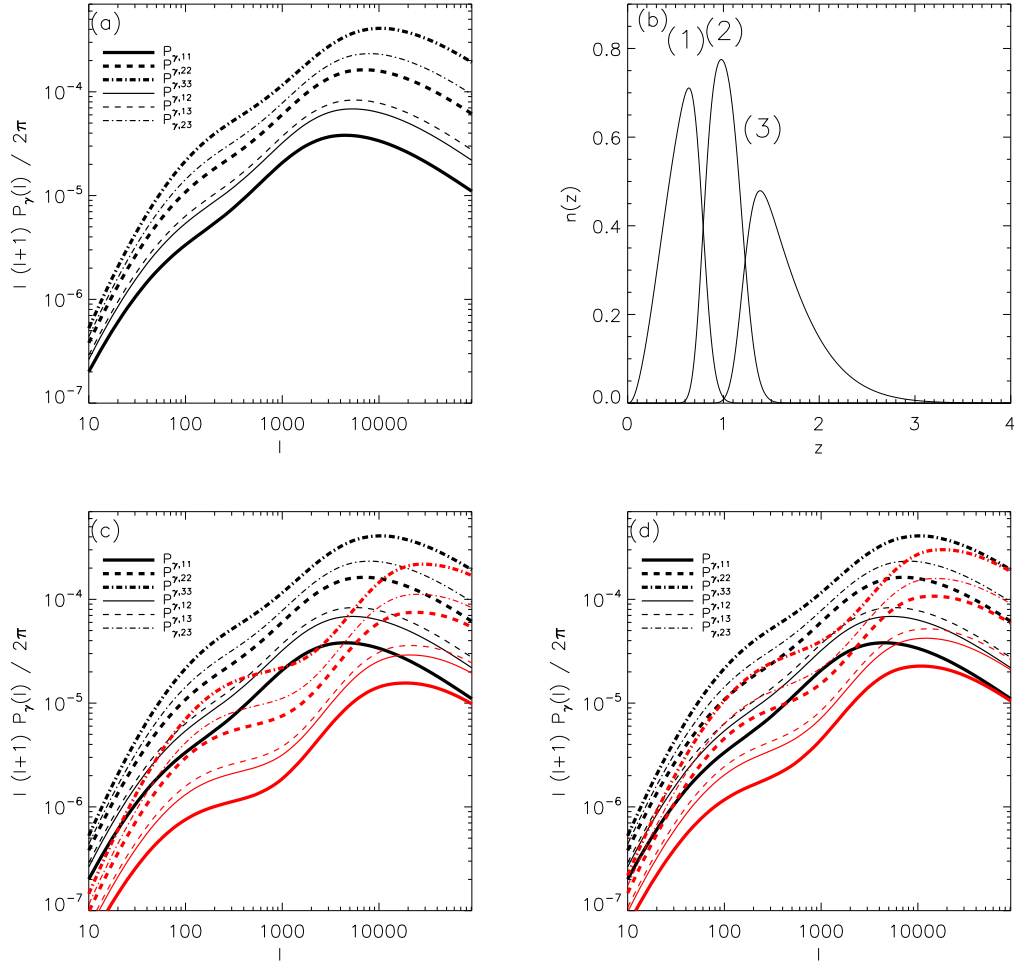 (a)
P_γ,11
P_γ,22
P_γ,33
P_γ,12
P_γ,13
P_γ,23
l (l+1) P_γ(l) / 2π
10^-4
10^-5
10^-6
10^-7
10 100 1000 10000
l
(b) (1) (2)
(3)
n(z)
0.8
0.6
0.4
0.2
0.0
0 1 2 3 4
z
(c)
P_γ,11
P_γ,22
P_γ,33
P_γ,12
P_γ,13
P_γ,23
l (l+1) P_γ(l) / 2π
10^-4
10^-5
10^-6
10^-7
10 100 1000 10000
l
(d)
P_γ,11
P_γ,22
P_γ,33
P_γ,12
P_γ,13
P_γ,23
l (l+1) P_γ(l) / 2π
10^-4
10^-5
10^-6
10^-7
10 100 1000 10000
l